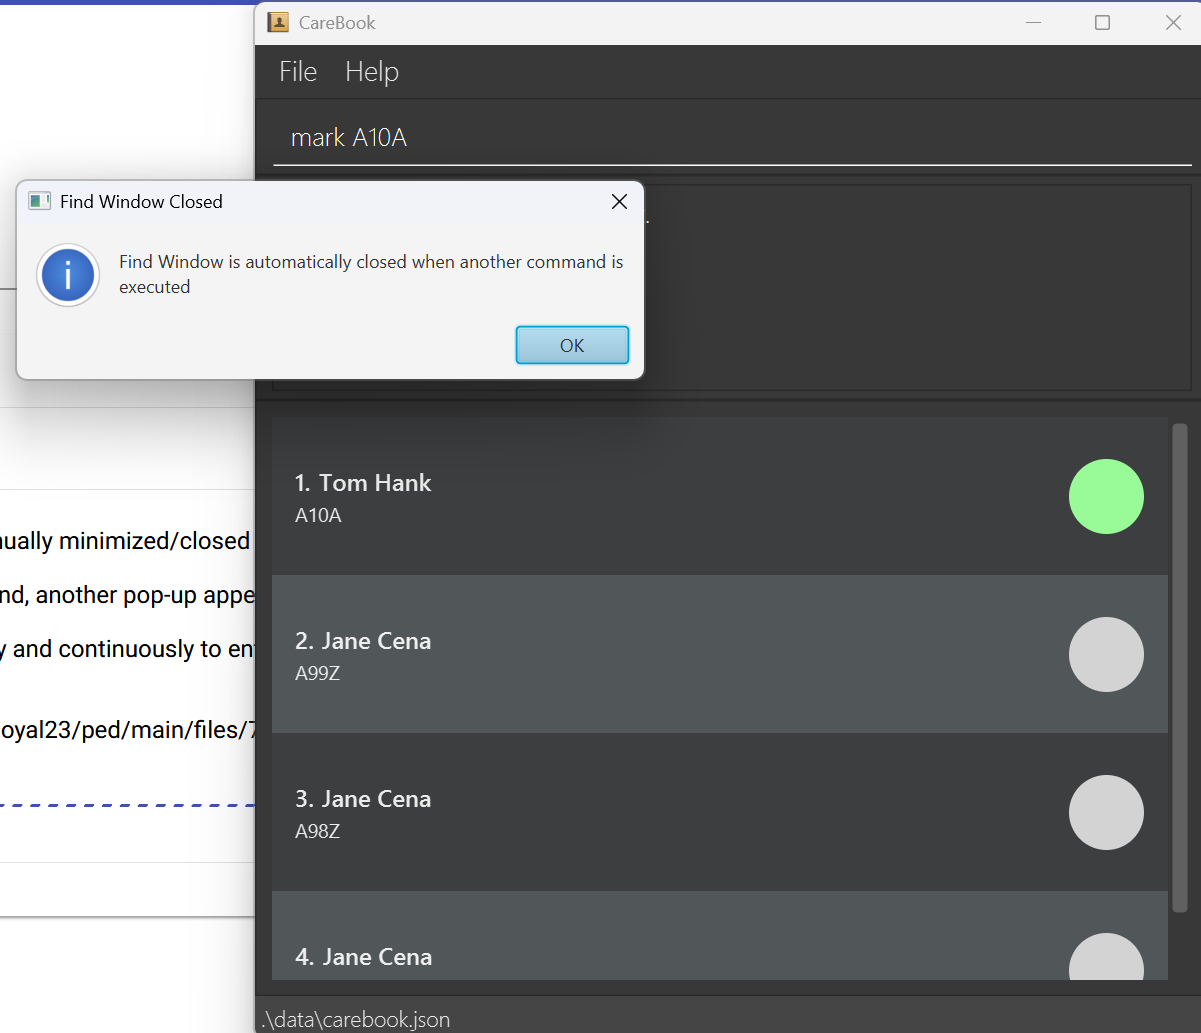 CareBook
File Help
mark A10A
Find Window Closed
.
Find Window is automatically closed when another command is
executed
OK
1. Tom Hank
A10A
2. Jane Cena
A99Z
3. Jane Cena
A98Z
4. Jane Cena
.\data\carebook.json
ually minimized/closed
nd, another pop-up appe
y and continuously to en
oyal23/ped/main/files/7